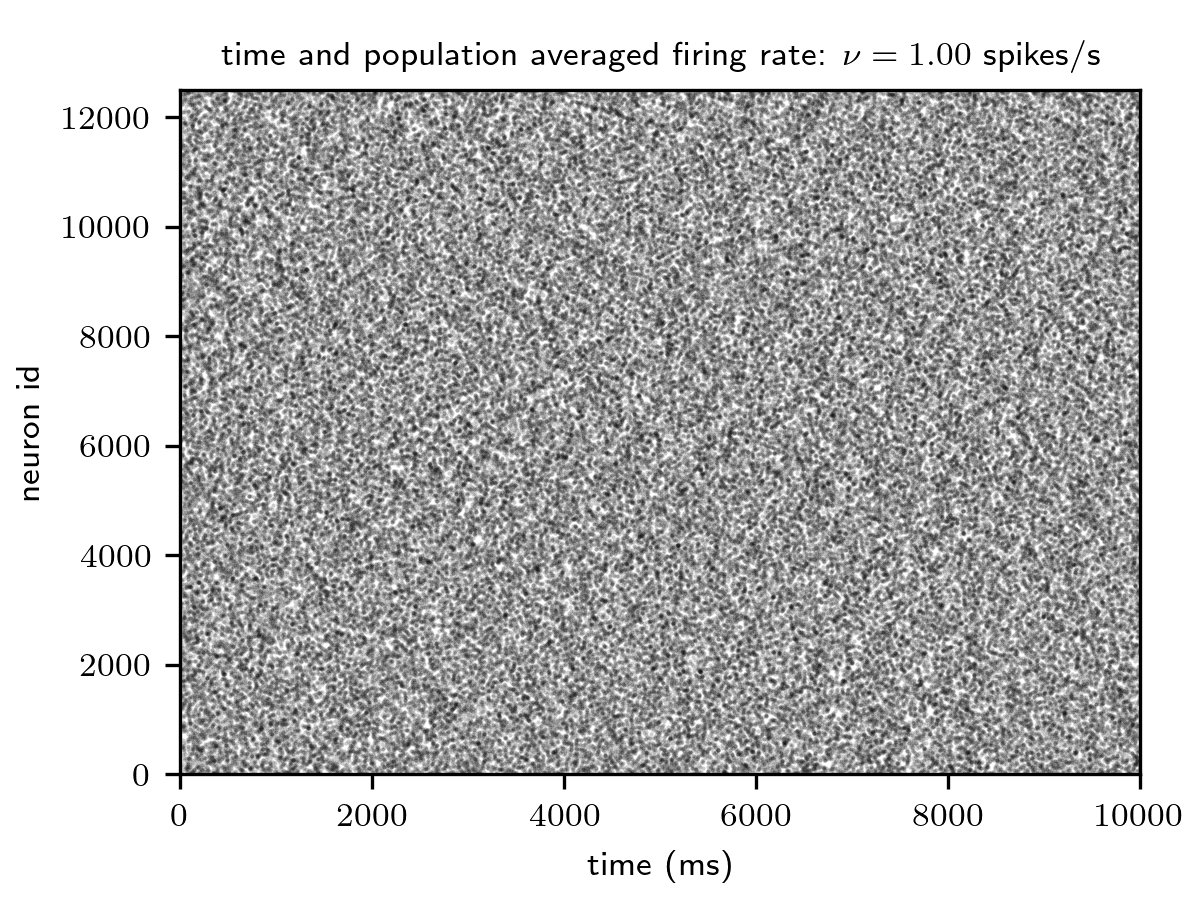 time and population averaged firing rate: ν = 1.00 spikes/s
12000
10000
8000
6000
4000
2000
0
neuron id
0 2000 4000 6000 8000 10000
time (ms)